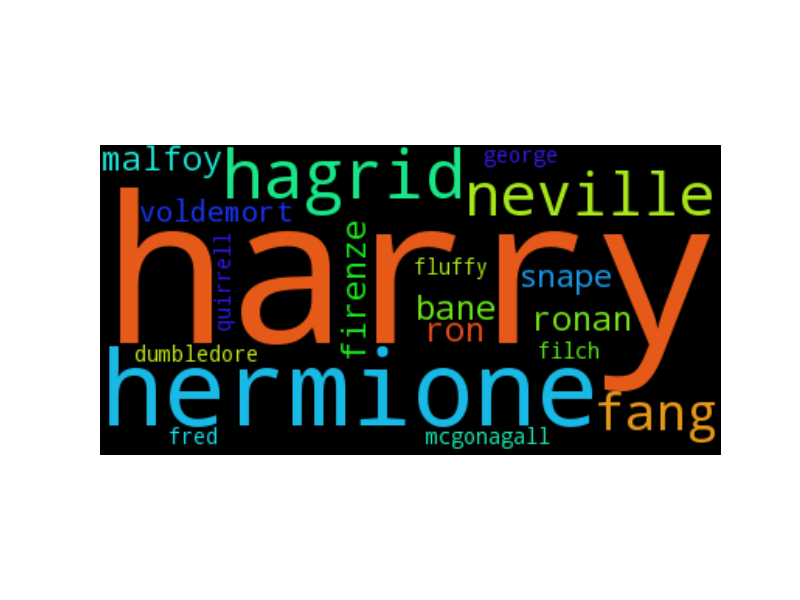 malfoy
hagrid
george
neville
voldemort
harry
quirrell
firenze
fluffy
snape
bane
ronan
ron
dumbledore
filch
hermione
fang
fred
mcgonagall